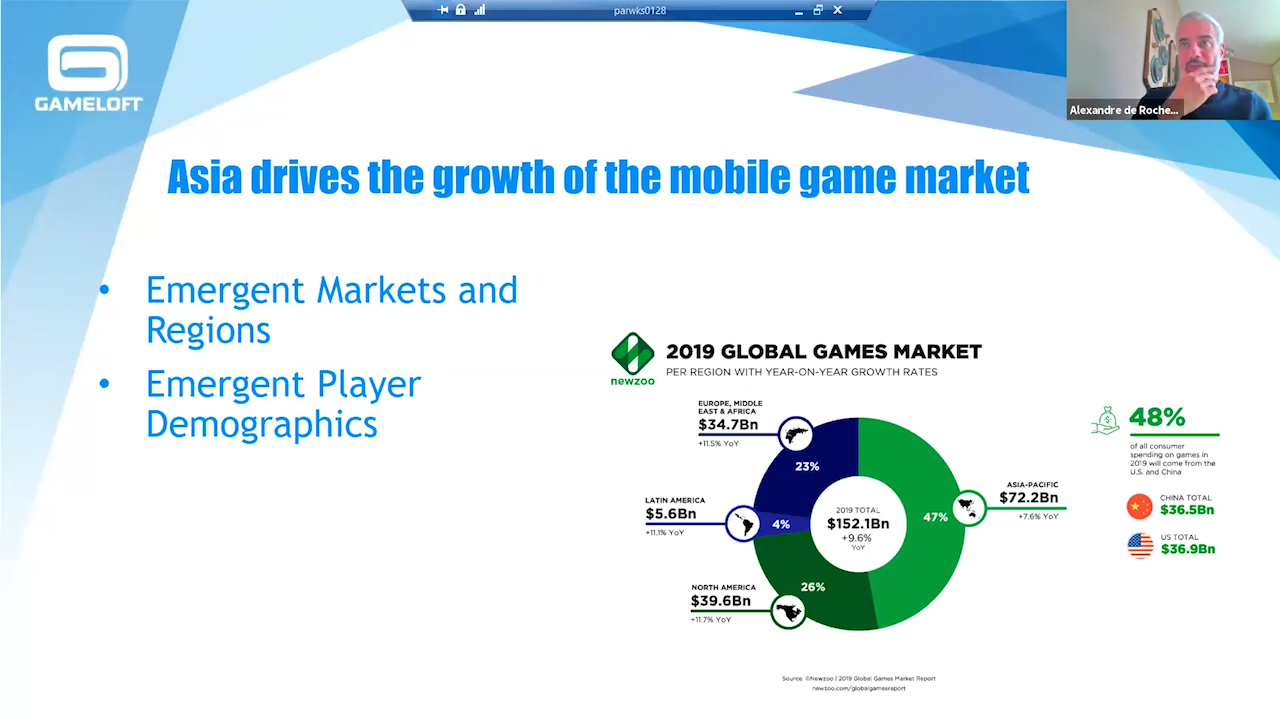 parwks0128
GAMELOFT
Alexandre de Roche...
Asia drives the growth of the mobile game market
• Emergent Markets and
Regions
• Emergent Player
Demographics
newzoo
2019 GLOBAL GAMES MARKET
PER REGION WITH YEAR-ON-YEAR GROWTH RATES
EUROPE, MIDDLE
EAST & AFRICA
$34.7Bn
+11.5% YoY
23%
LATIN AMERICA
$5.6Bn
+11.1% YoY
4%
NORTH AMERICA
$39.6Bn
+11.7% YoY
26%
2019 TOTAL
$152.1Bn
+9.6%
YoY
47%
ASIA-PACIFIC
$72.2Bn
+7.6% YoY
48%
of all consumer
spending on games in
2019 will come from the
U.S. and China
CHINA TOTAL
$36.5Bn
US TOTAL
$36.9Bn
Source: ©Newzoo | 2019 Global Games Market Report
newzoo.com/globalgamesreport